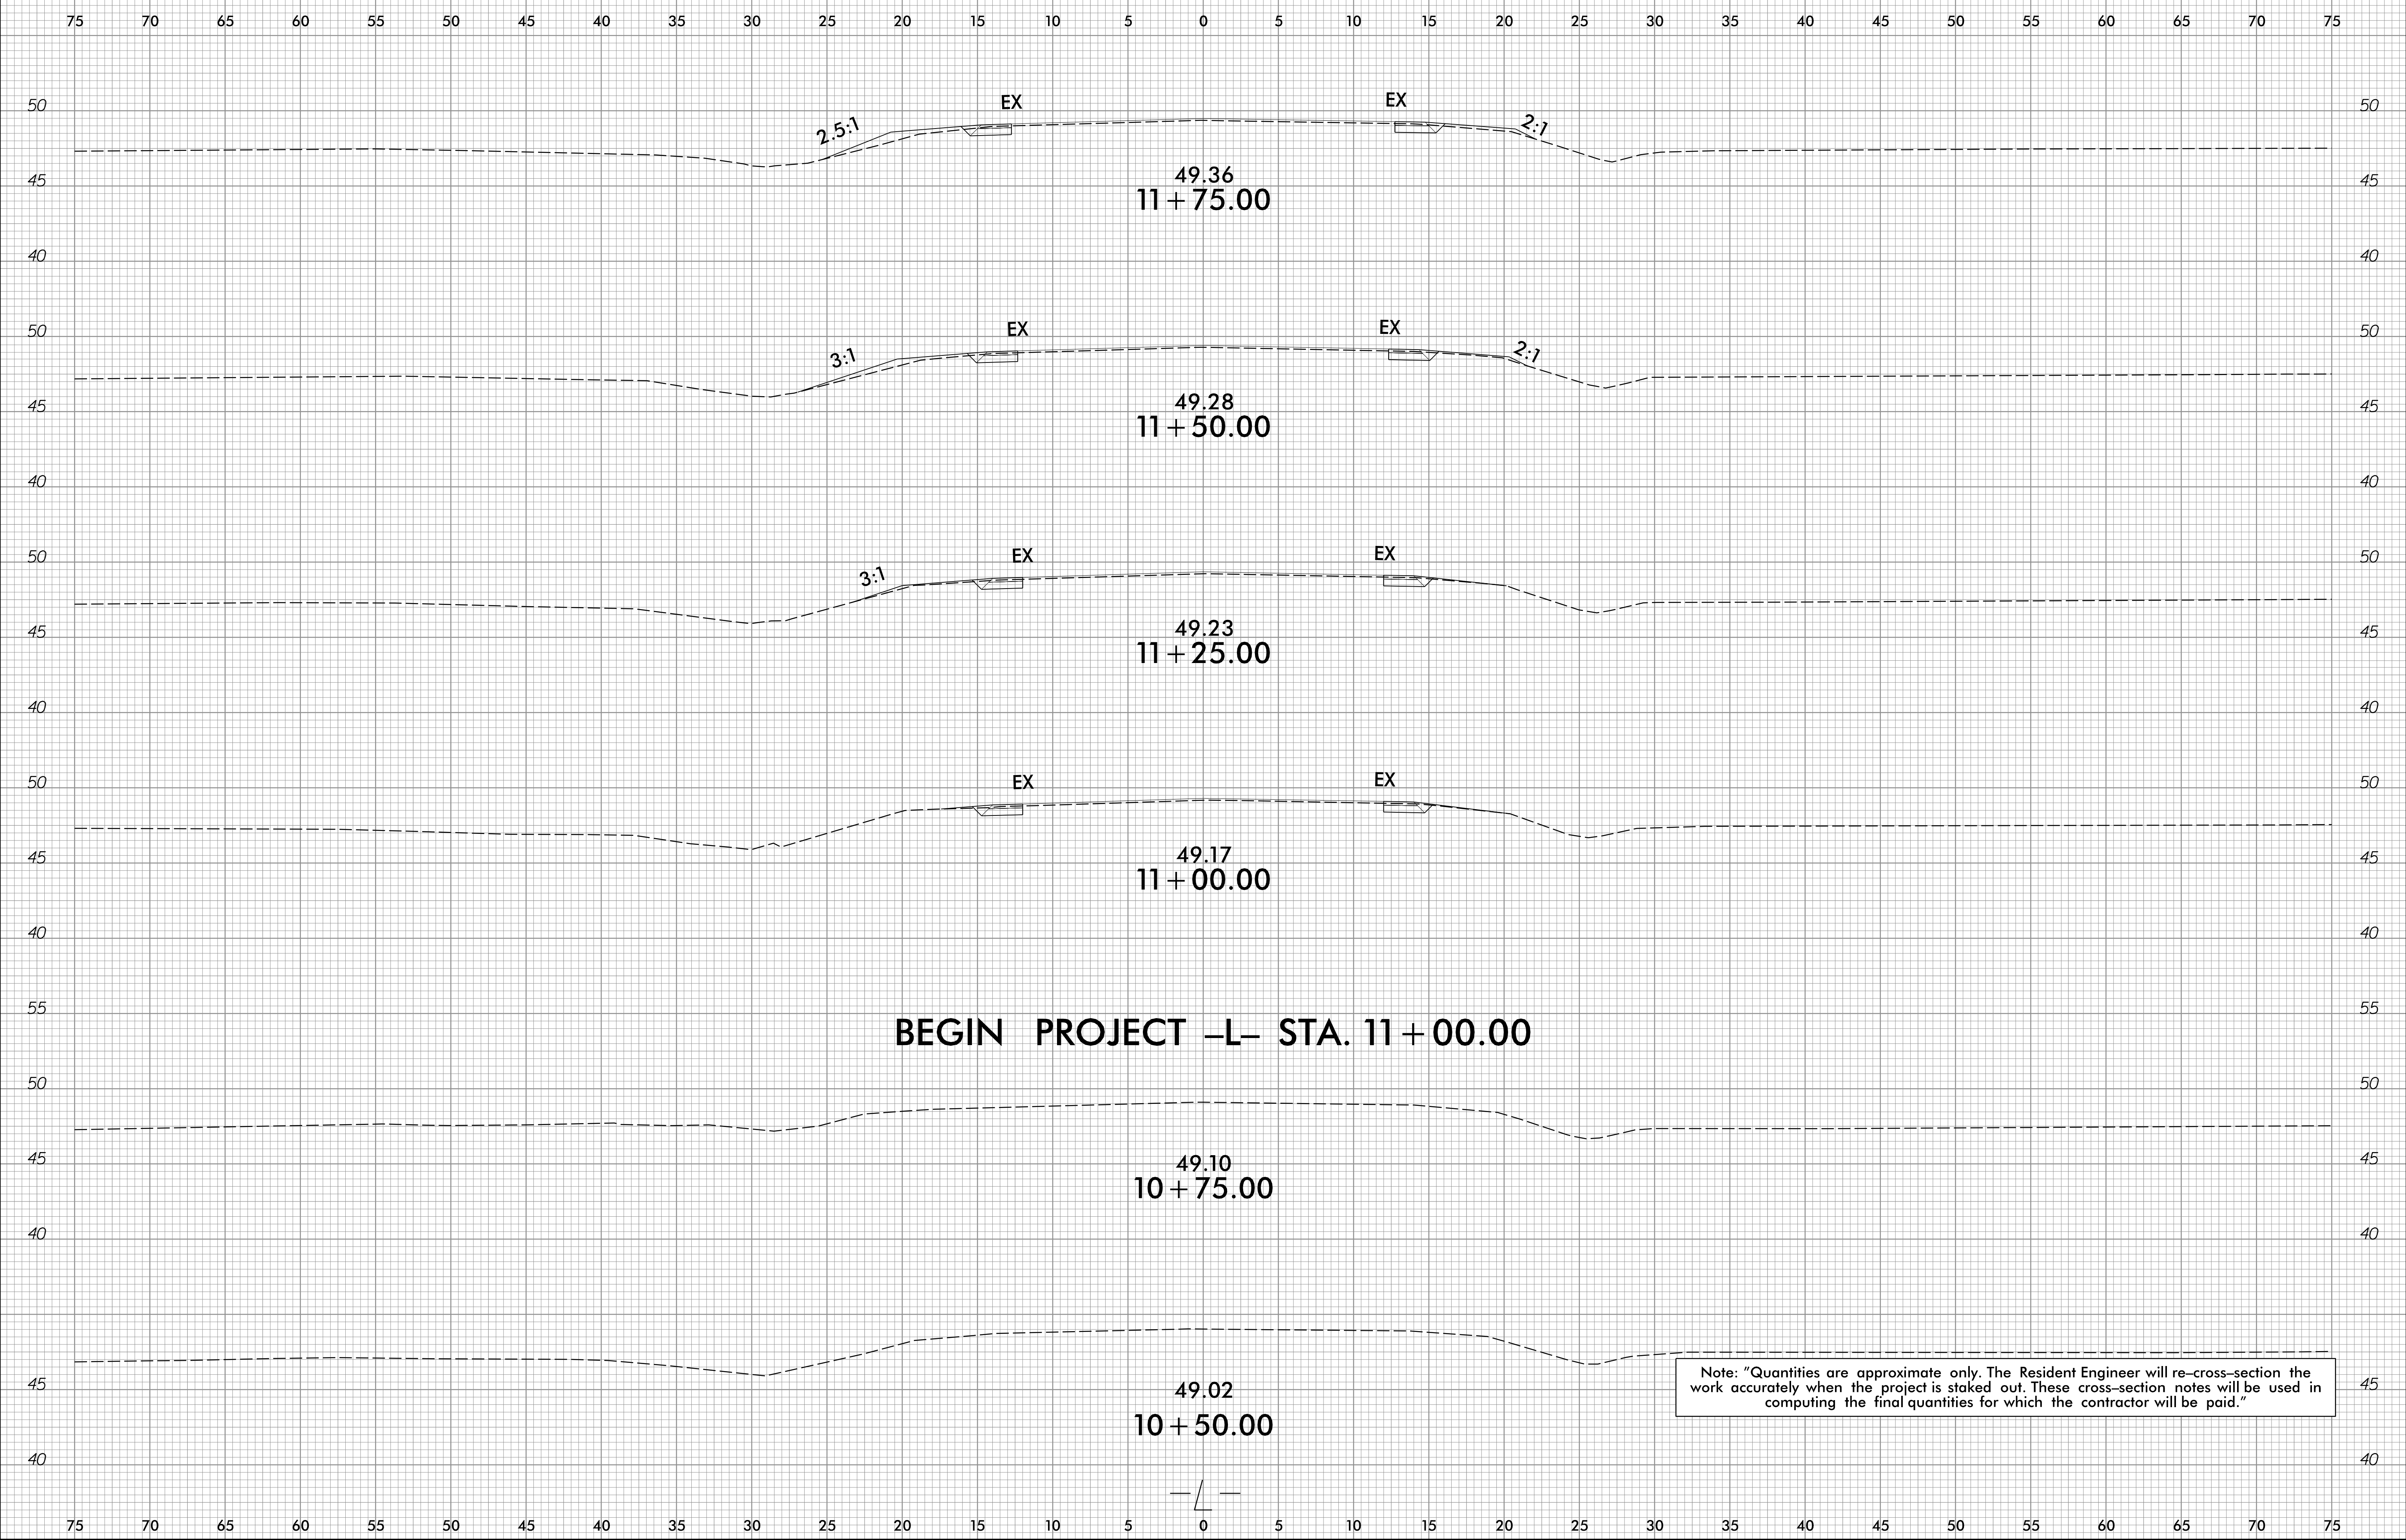 75 70 65 60 55 50 45 40 35 30 25 20 15 10 5 0 5 10 15 20 25 30 35 40 45 50 55 60 65 70 75
50 EX EX 50
2.5:1 2:1
45 49.36 45
11+75.00
40 40
50 EX EX 50
3:1 2:1
45 49.28 45
11+50.00
40 40
50 EX EX 50
3:1
45 49.23 45
11+25.00
40 40
50 EX EX 50
45 49.17 45
11+00.00
40 40
55 55
BEGIN PROJECT –L– STA. 11+00.00
50 50
45 49.10 45
10+75.00
40 40
45 49.02 45
10+50.00
Note: "Quantities are approximate only. The Resident Engineer will re–cross–section the
work accurately when the project is staked out. These cross–section notes will be used in
computing the final quantities for which the contractor will be paid."
40 40
–L–
75 70 65 60 55 50 45 40 35 30 25 20 15 10 5 0 5 10 15 20 25 30 35 40 45 50 55 60 65 70 75